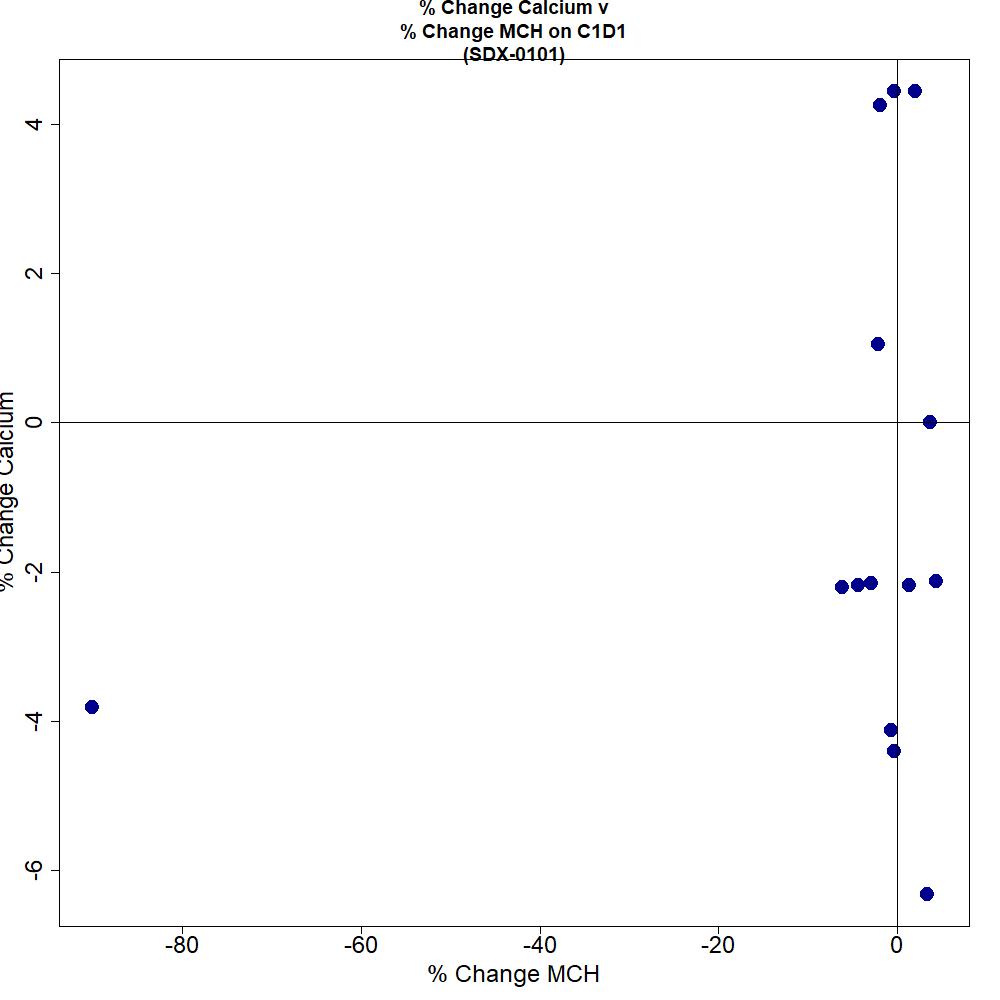 % Change Calcium v
% Change MCH on C1D1
(SDX-0101)
% Change Calcium
4
2
0
-2
-4
-6
-80
-60
-40
-20
0
% Change MCH